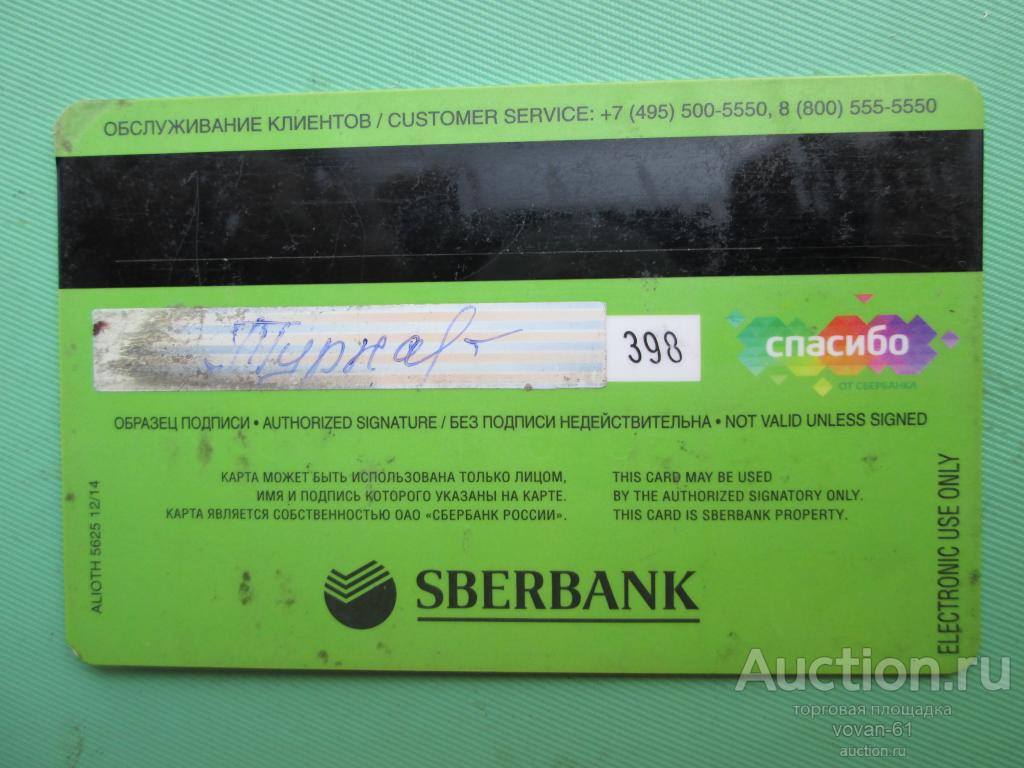 ОБСЛУЖИВАНИЕ КЛИЕНТОВ / CUSTOMER SERVICE: +7 (495) 500-5550, 8 (800) 555-5550
398
спасибо
ОТ СБЕРБАНКА
ОБРАЗЕЦ ПОДПИСИ • AUTHORIZED SIGNATURE / БЕЗ ПОДПИСИ НЕДЕЙСТВИТЕЛЬНА • NOT VALID UNLESS SIGNED
КАРТА МОЖЕТ БЫТЬ ИСПОЛЬЗОВАНА ТОЛЬКО ЛИЦОМ,
ИМЯ И ПОДПИСЬ КОТОРОГО УКАЗАНЫ НА КАРТЕ.
КАРТА ЯВЛЯЕТСЯ СОБСТВЕННОСТЬЮ ОАО «СБЕРБАНК РОССИИ».
THIS CARD MAY BE USED
BY THE AUTHORIZED SIGNATORY ONLY.
THIS CARD IS SBERBANK PROPERTY.
ALIOTH 5625 12/14
SBERBANK
ELECTRONIC USE ONLY
Auction.ru
торговая площадка
vovan-61
auction.ru